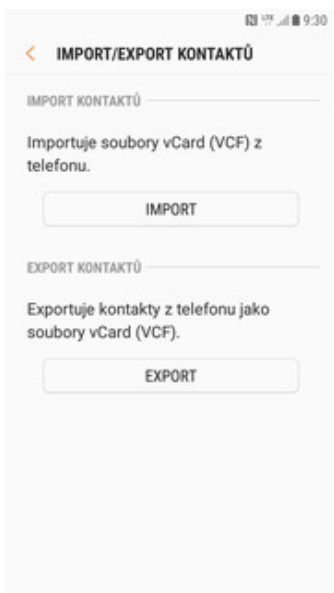 9:30
IMPORT/EXPORT KONTAKTŮ
IMPORT KONTAKTŮ
Importuje soubory vCard (VCF) z
telefonu.
IMPORT
EXPORT KONTAKTŮ
Exportuje kontakty z telefonu jako
soubory vCard (VCF).
EXPORT